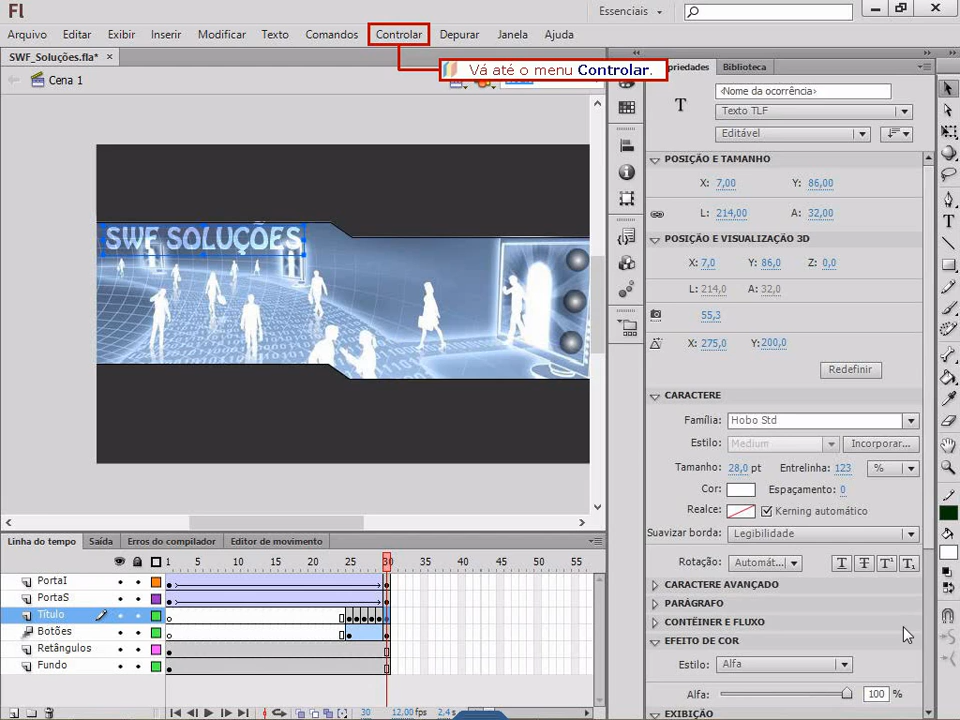 Fl
Essenciais
Arquivo Editar Exibir Inserir Modificar Texto Comandos Controlar Depurar Janela Ajuda
SWF_Soluções.fla* ×
Vá até o menu Controlar.
Cena 1
riedades Biblioteca
<Nome da ocorrência>
T Texto TLF
Editável
POSIÇÃO E TAMANHO
X: 7,00 Y: 86,00
L: 214,00 A: 32,00
POSIÇÃO E VISUALIZAÇÃO 3D
X: 7,0 Y: 86,0 Z: 0,0
L: 214,0 A: 32,0
55,3
X: 275,0 Y: 200,0
Redefinir
SWF SOLUÇÕES
CARACTERE
Família: Hobo Std
Estilo: Medium Incorporar...
Tamanho: 28,0 pt Entrelinha: 123 %
Cor: Espaçamento: 0
Realce: Kerning automático
Suavizar borda: Legibilidade
Rotação: Automát... T T T¹ T₁
CARACTERE AVANÇADO
PARÁGRAFO
CONTÊINER E FLUXO
EFEITO DE COR
Estilo: Alfa
Alfa: 100 %
EXIBIÇÃO
Linha do tempo Saída Erros do compilador Editor de movimento
1 5 10 15 20 25 30 35 40 45 50 55
PortaI
PortaS
Título
Botões
Retângulos
Fundo
30 12,00 fps 2,4 s